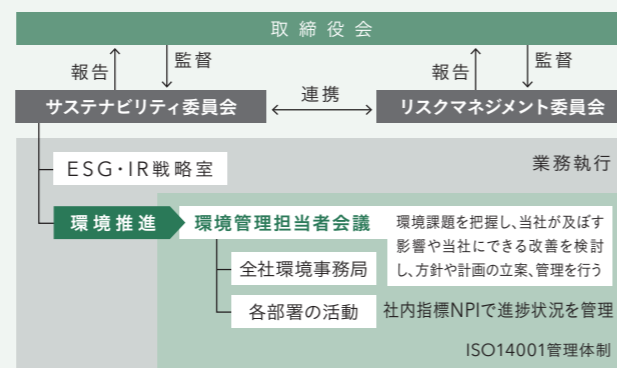 取締役会
報告
監督
報告
監督
サステナビリティ委員会
連携
リスクマネジメント委員会
ESG・IR戦略室
業務執行
環境推進
環境管理担当者会議
環境課題を把握し、当社が及ぼす
影響や当社にできる改善を検討
し、方針や計画の立案、管理を行う
全社環境事務局
各部署の活動
社内指標NPIで進捗状況を管理
ISO14001管理体制